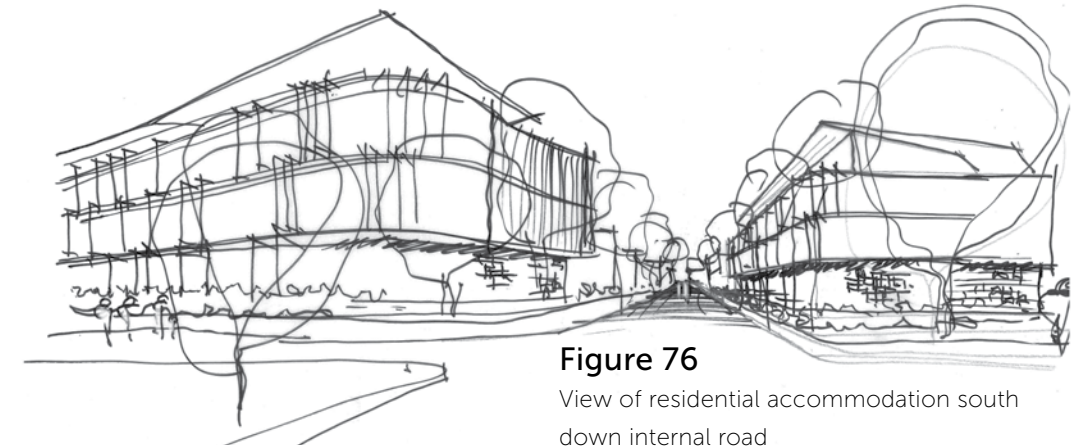 Figure 76
View of residential accommodation south
down internal road